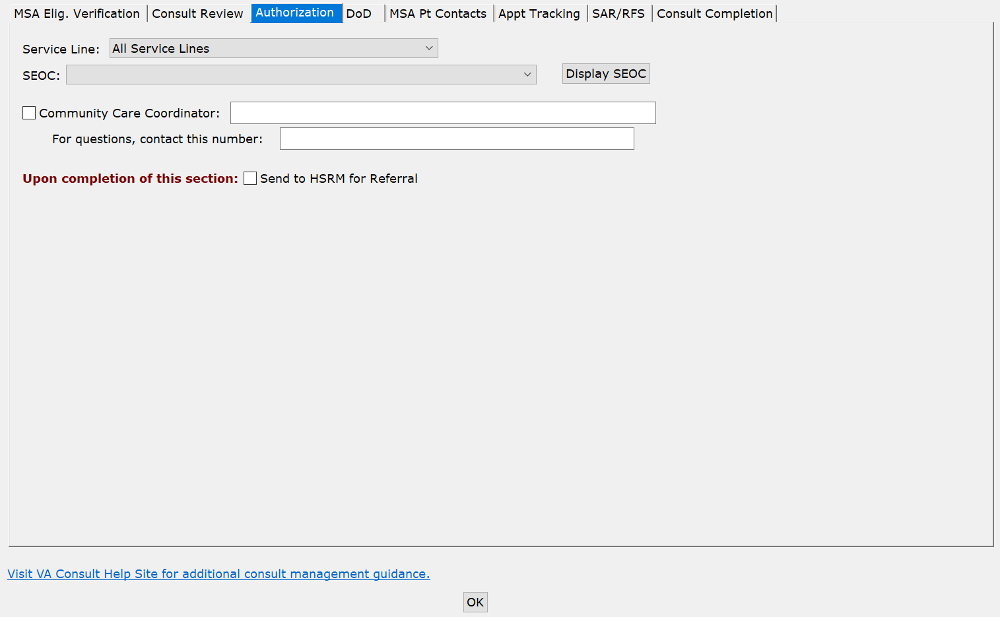 MSA Elig. Verification Consult Review Authorization DoD MSA Pt Contacts Appt Tracking SAR/RFS Consult Completion
Service Line: All Service Lines
SEOC: Display SEOC
Community Care Coordinator:
For questions, contact this number:
Upon completion of this section: Send to HSRM for Referral
Visit VA Consult Help Site for additional consult management guidance.
OK